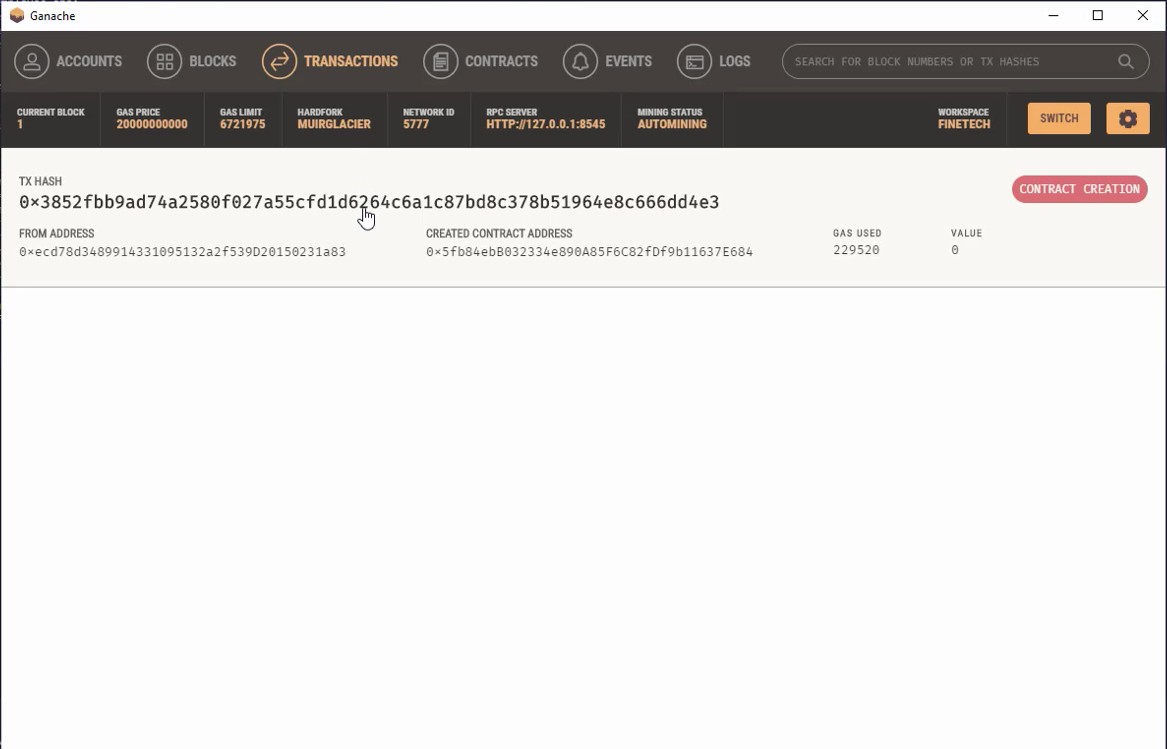 Ganache
ACCOUNTS BLOCKS TRANSACTIONS CONTRACTS EVENTS LOGS SEARCH FOR BLOCK NUMBERS OR TX HASHES
CURRENT BLOCK GAS PRICE GAS LIMIT HARDFORK NETWORK ID RPC SERVER MINING STATUS WORKSPACE
1 20000000000 6721975 MUIRGLACIER 5777 HTTP://127.0.0.1:8545 AUTOMINING FINETECH SWITCH
TX HASH
0×3852fbb9ad74a2580f027a55cfd1d6264c6a1c87bd8c378b51964e8c666dd4e3 CONTRACT CREATION
FROM ADDRESS CREATED CONTRACT ADDRESS GAS USED VALUE
0×ecd78d3489914331095132a2f539D20150231a83 0×5fb84ebB032334e890A85F6C82fDf9b11637E684 229520 0